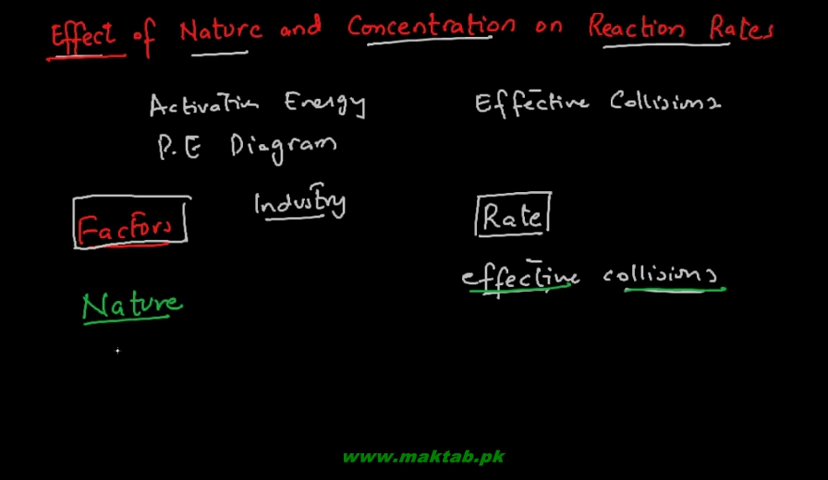 Effect of Nature and Concentration on Reaction Rates
Activation Energy
Effective Collisions
P.E Diagram
Industry
Factors
Rate
effective collisions
Nature
www.maktab.pk